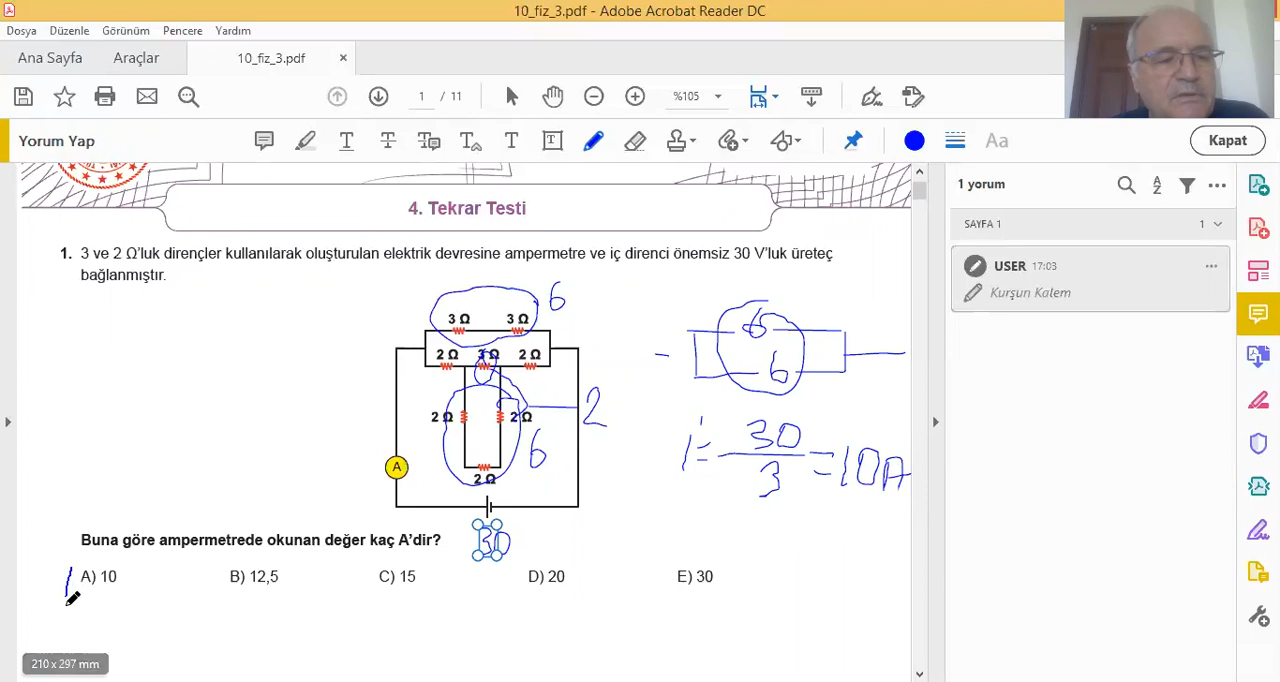 10_fiz_3.pdf - Adobe Acrobat Reader DC
Dosya Düzenle Görünüm Pencere Yardım
Ana Sayfa Araçlar 10_fiz_3.pdf ×
1 / 11 %105
Yorum Yap Kapat
4. Tekrar Testi
1 yorum
SAYFA 1 1
USER 17:03
Kurşun Kalem
1. 3 ve 2 Ω'luk dirençler kullanılarak oluşturulan elektrik devresine ampermetre ve iç direnci önemsiz 30 V'luk üreteç
bağlanmıştır.
6
3 Ω 3 Ω
2 Ω 3 Ω 2 Ω
2 Ω 2 Ω
2
6
A
2 Ω
30
6
6
i = 30 / 3 = 10A
Buna göre ampermetrede okunan değer kaç A'dir?
A) 10 B) 12,5 C) 15 D) 20 E) 30
210 x 297 mm